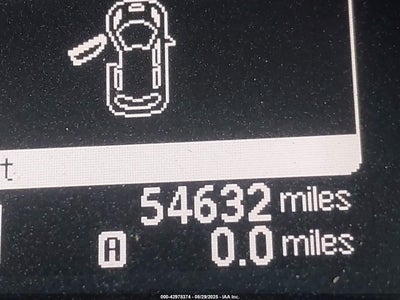 t
54632 miles
A 0.0 miles
000-42978374 - 08/29/2025 - IAA Inc.